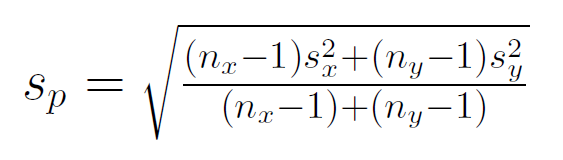 s_p = \sqrt{\frac{(n_x-1)s_x^2+(n_y-1)s_y^2}{(n_x-1)+(n_y-1)}}